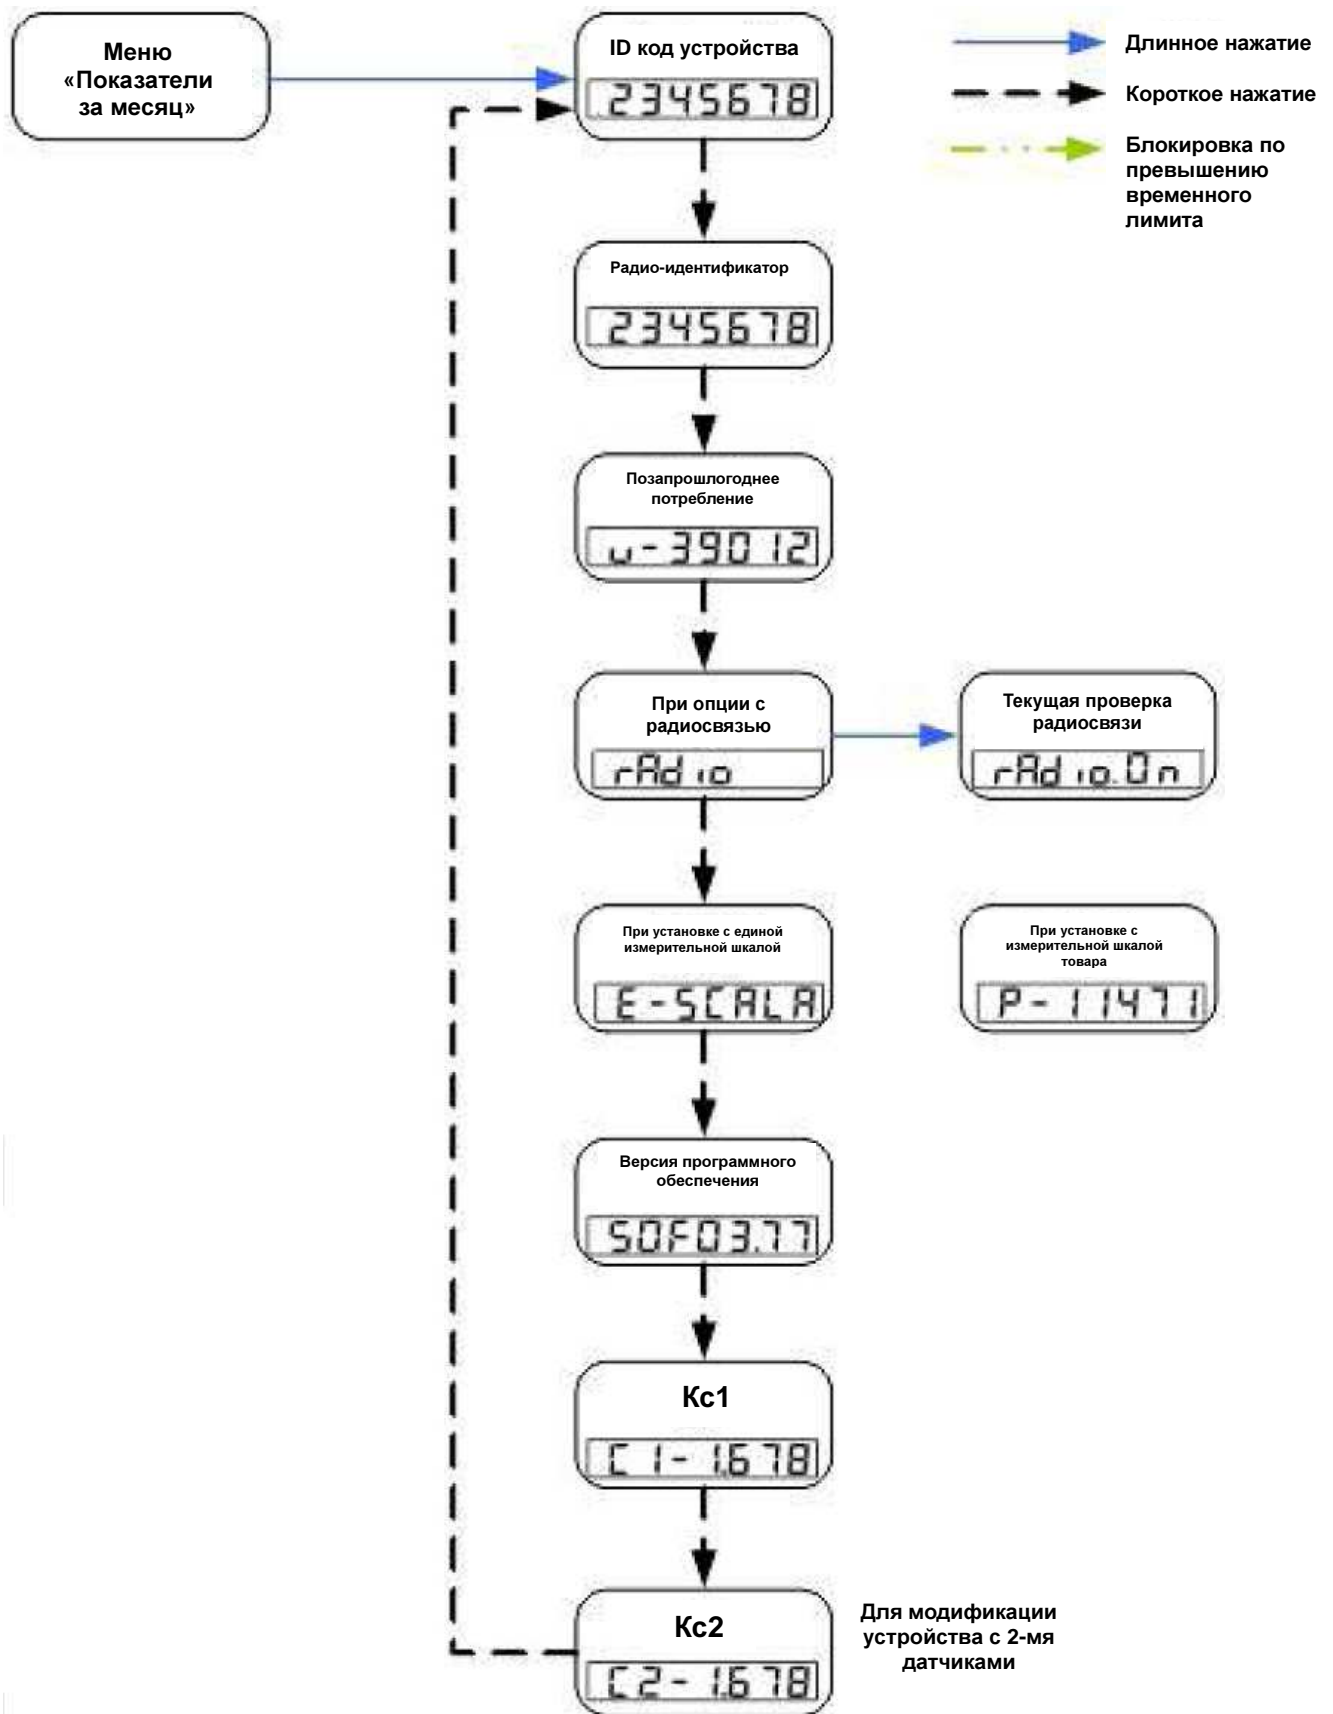 Меню
«Показатели
за месяц»
ID код устройства
2345678
Длинное нажатие
Короткое нажатие
Блокировка по
превышению
временного
лимита
Радио-идентификатор
2345678
Позапрошлогоднее
потребление
u-39012
При опции с
радиосвязью
rAdio
Текущая проверка
радиосвязи
rAdio.On
При установке с единой
измерительной шкалой
E-SCALA
При установке с
измерительной шкалой
товара
P-11471
Версия программного
обеспечения
SOF03.77
Кс1
C1-1.678
Кс2
C2-1.678
Для модификации
устройства с 2-мя
датчиками